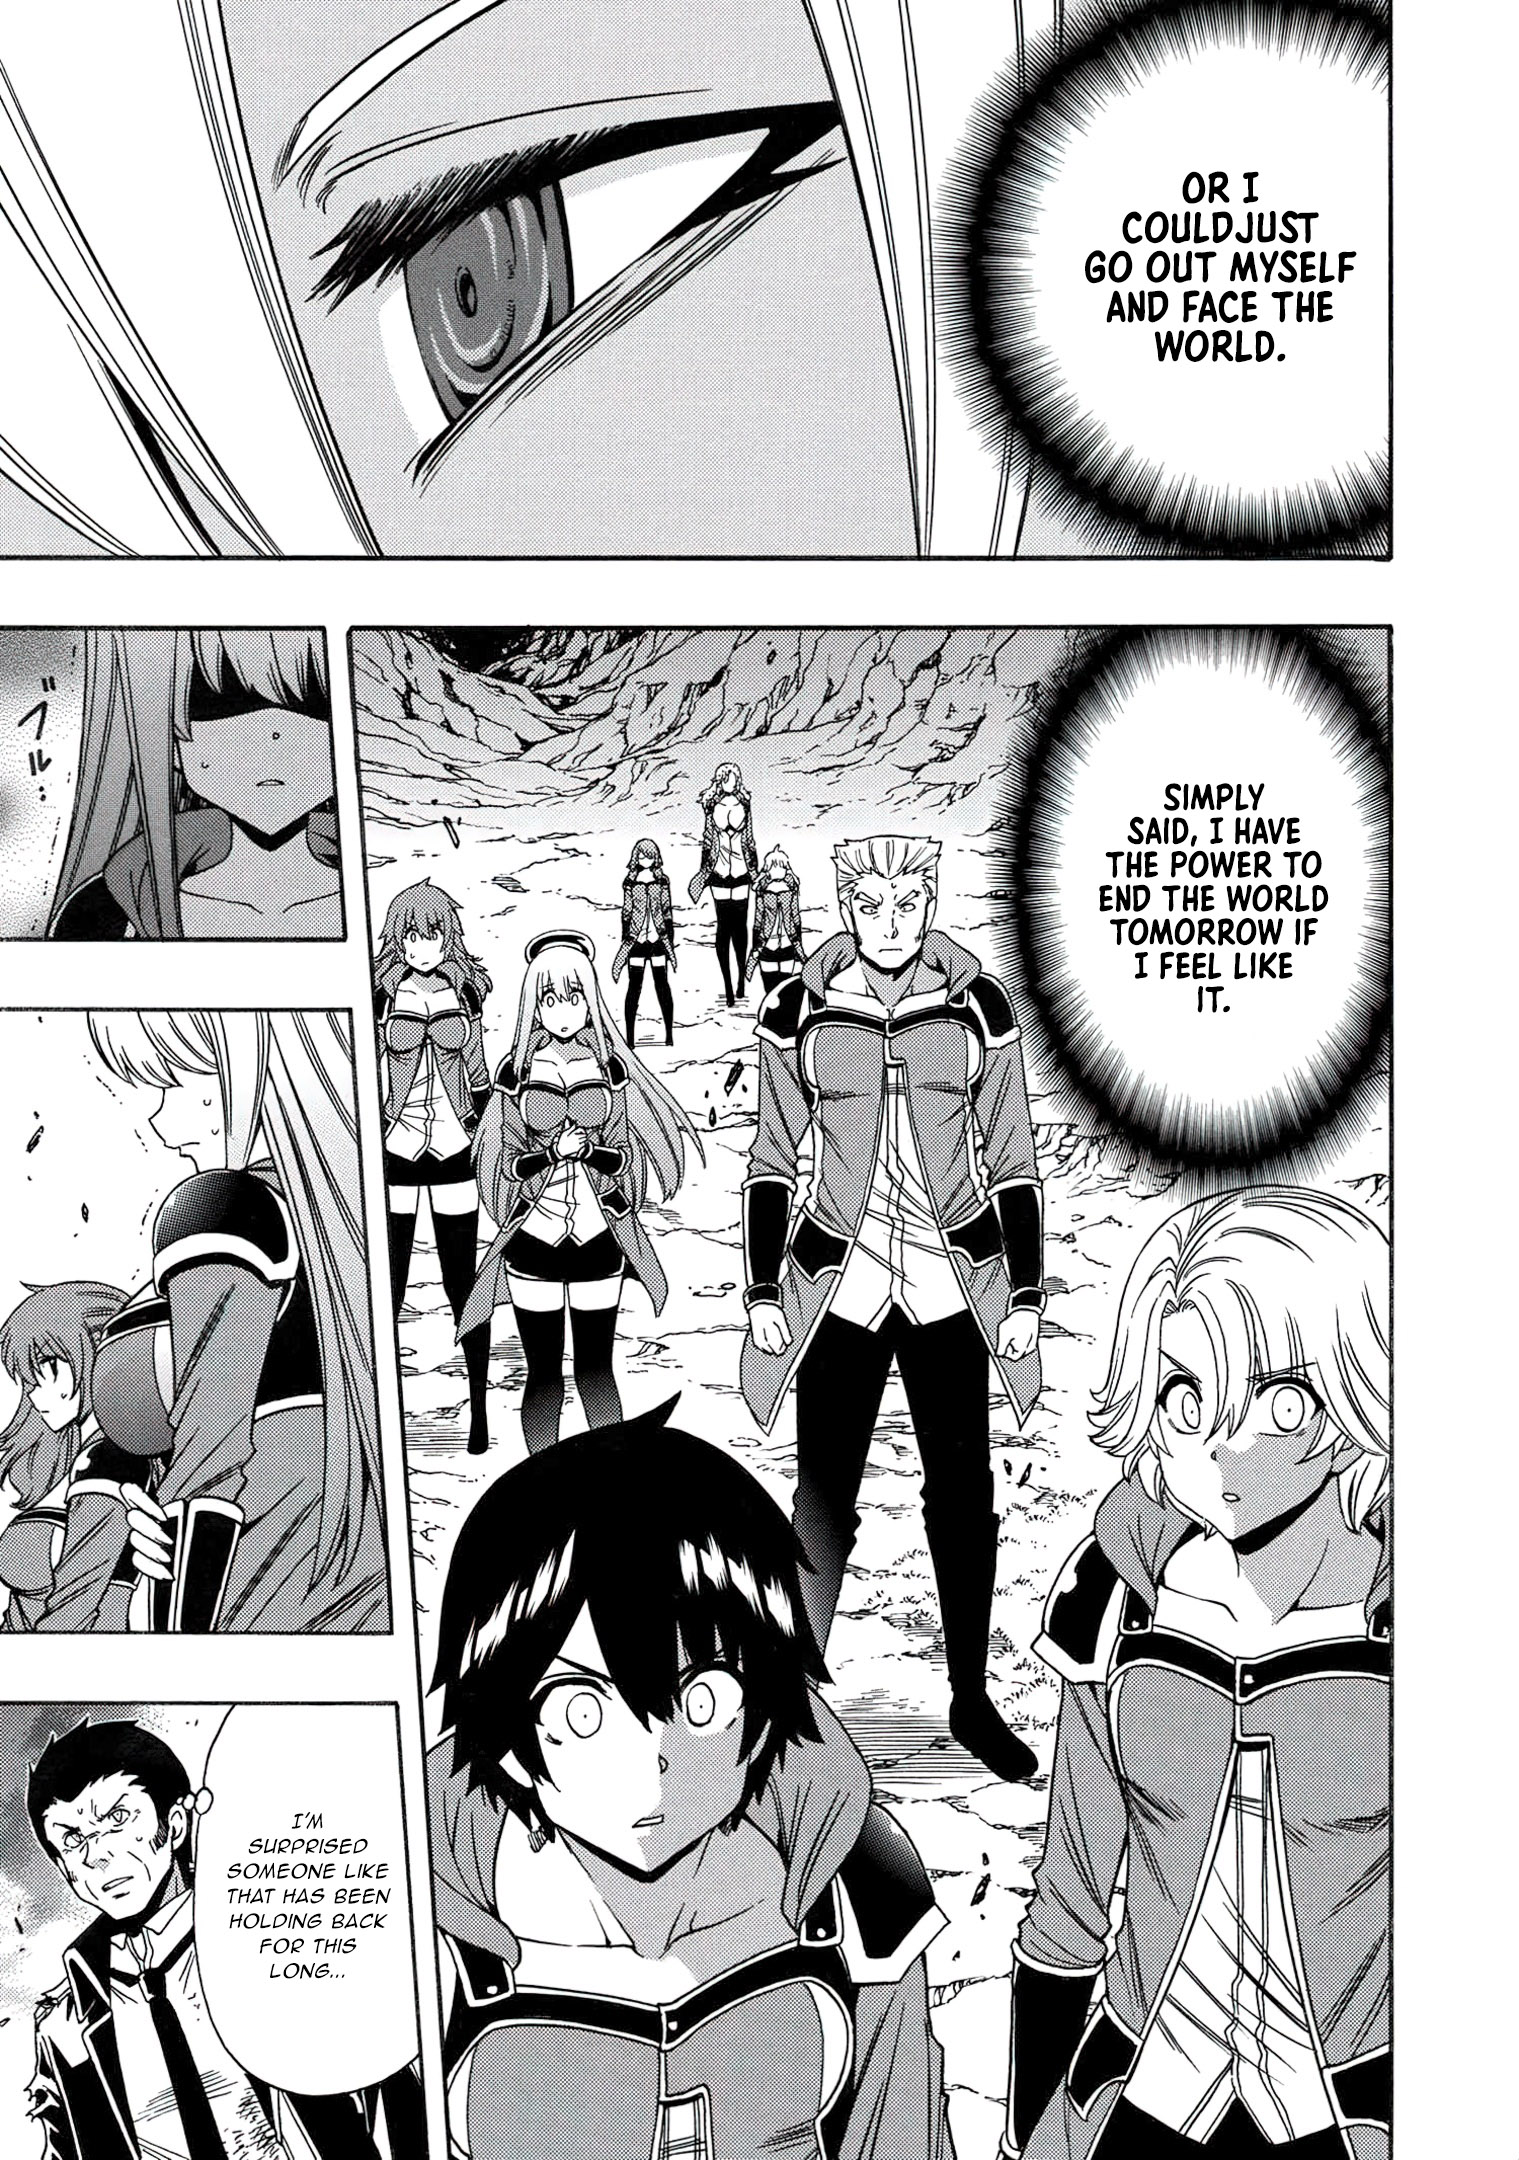 OR I
COULDJUST
GO OUT MYSELF
AND FACE THE
WORLD.
SIMPLY
SAID, I HAVE
THE POWER TO
END THE WORLD
TOMORROW IF
I FEEL LIKE
IT.
ブル…
I'M
SURPRISED
SOMEONE LIKE
THAT HAS BEEN
HOLDING BACK
FOR THIS
LONG...